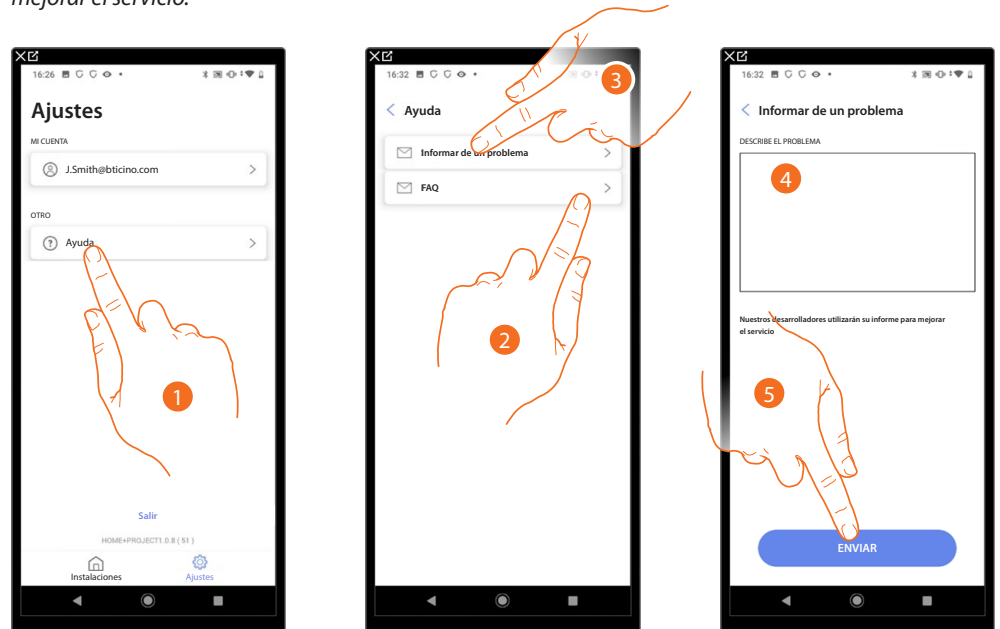 mejorar el servicio.
16:26
Ajustes
MI CUENTA
J.Smith@bticino.com
OTRO
Ayuda
1
Salir
HOME+PROJECT1.0.8 ( 51 )
Instalaciones
Ajustes
16:32
3
Ayuda
Informar de un problema
FAQ
2
16:32
Informar de un problema
DESCRIBE EL PROBLEMA
4
Nuestros desarrolladores utilizarán su informe para mejorar
el servicio
5
ENVIAR